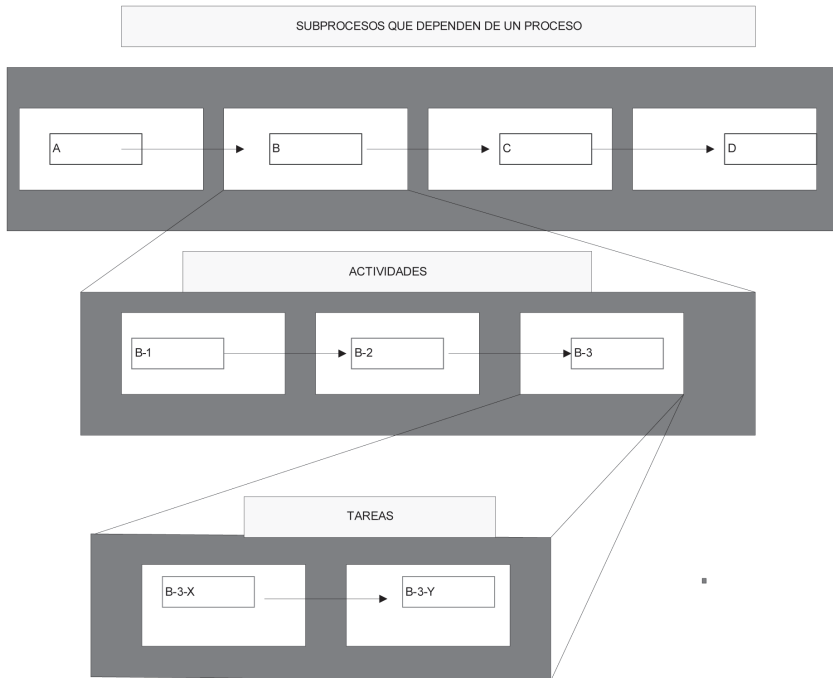 SUBPROCESOS QUE DEPENDEN DE UN PROCESO
A
B
C
D
ACTIVIDADES
B-1
B-2
B-3
TAREAS
B-3-X
B-3-Y